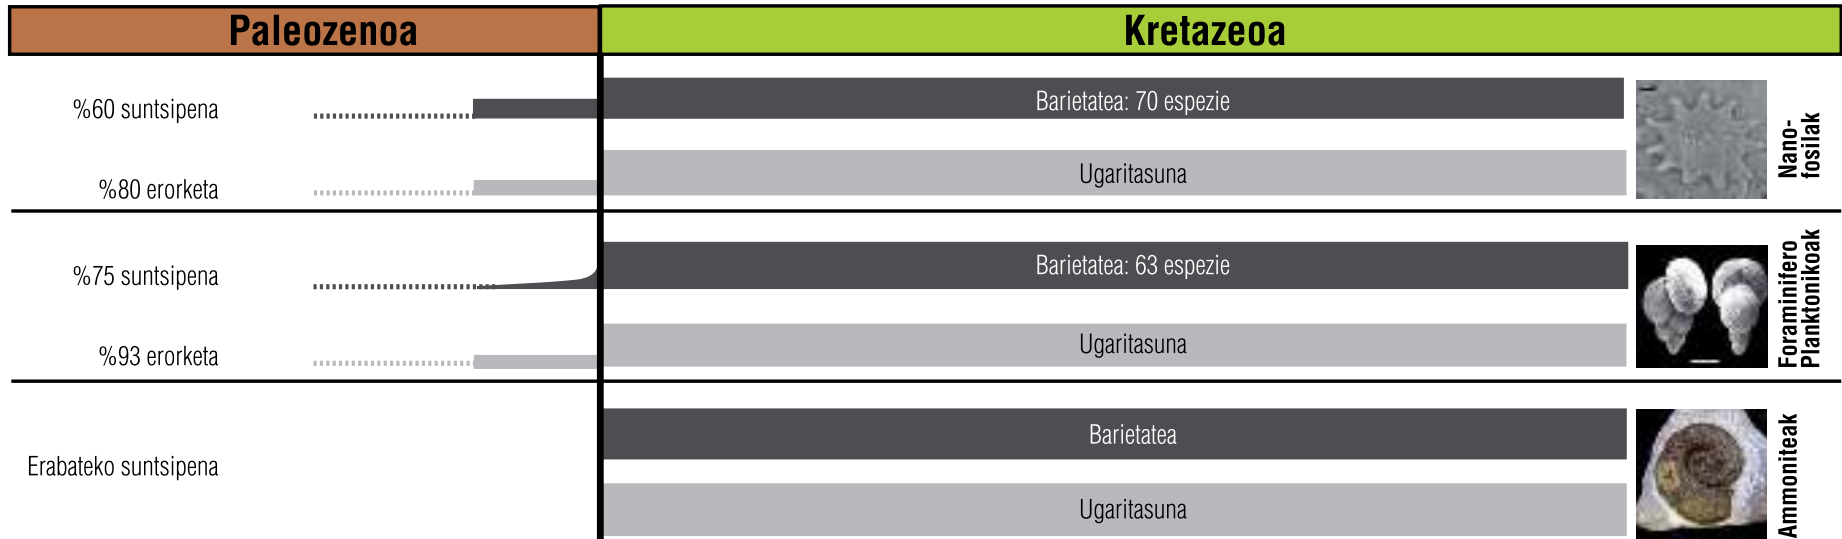 Paleozenoa
Kretazeoa
%60 suntsipena
Barietatea: 70 espezie
%80 erorketa
Ugaritasuna
Nano-
fosilak
%75 suntsipena
Barietatea: 63 espezie
%93 erorketa
Ugaritasuna
Foraminifero
Planktonikoak
Erabateko suntsipena
Barietatea
Ugaritasuna
Ammoniteak